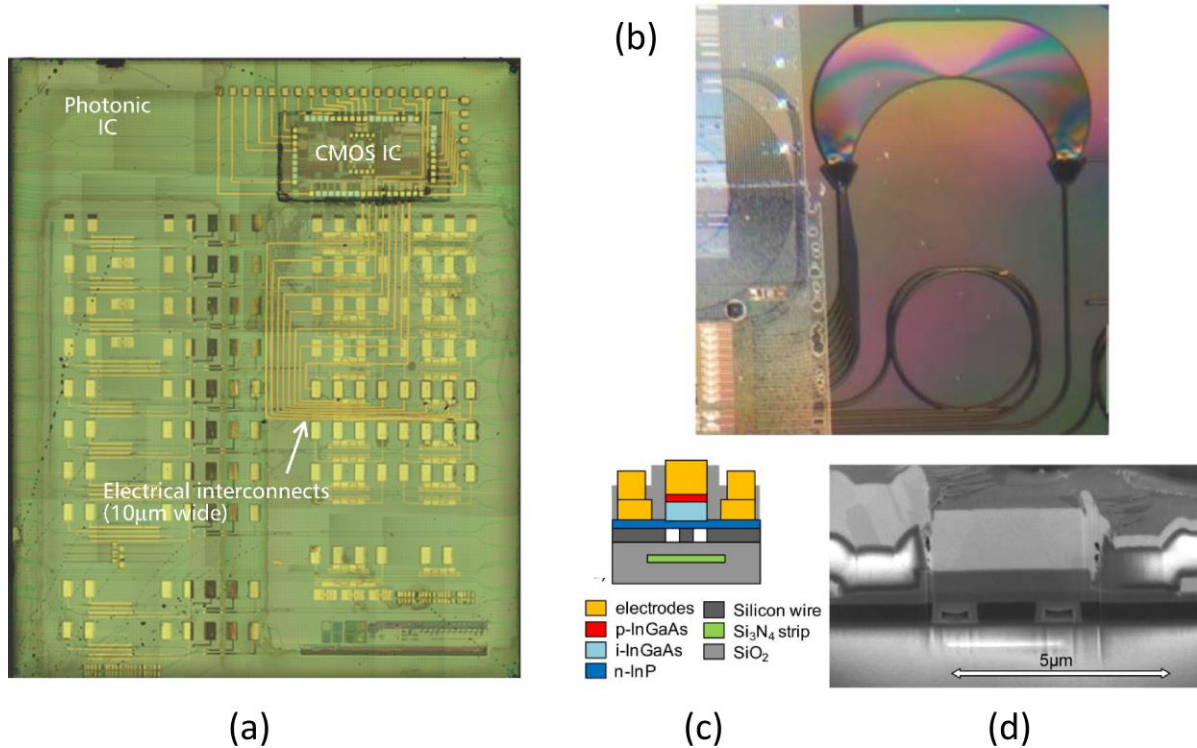 (b)
Photonic
IC
CMOS IC
Electrical interconnects
(10μm wide)
electrodes
p-InGaAs
i-InGaAs
n-InP
Silicon wire
Si₃N₄ strip
SiO₂
5μm
(a)
(c)
(d)